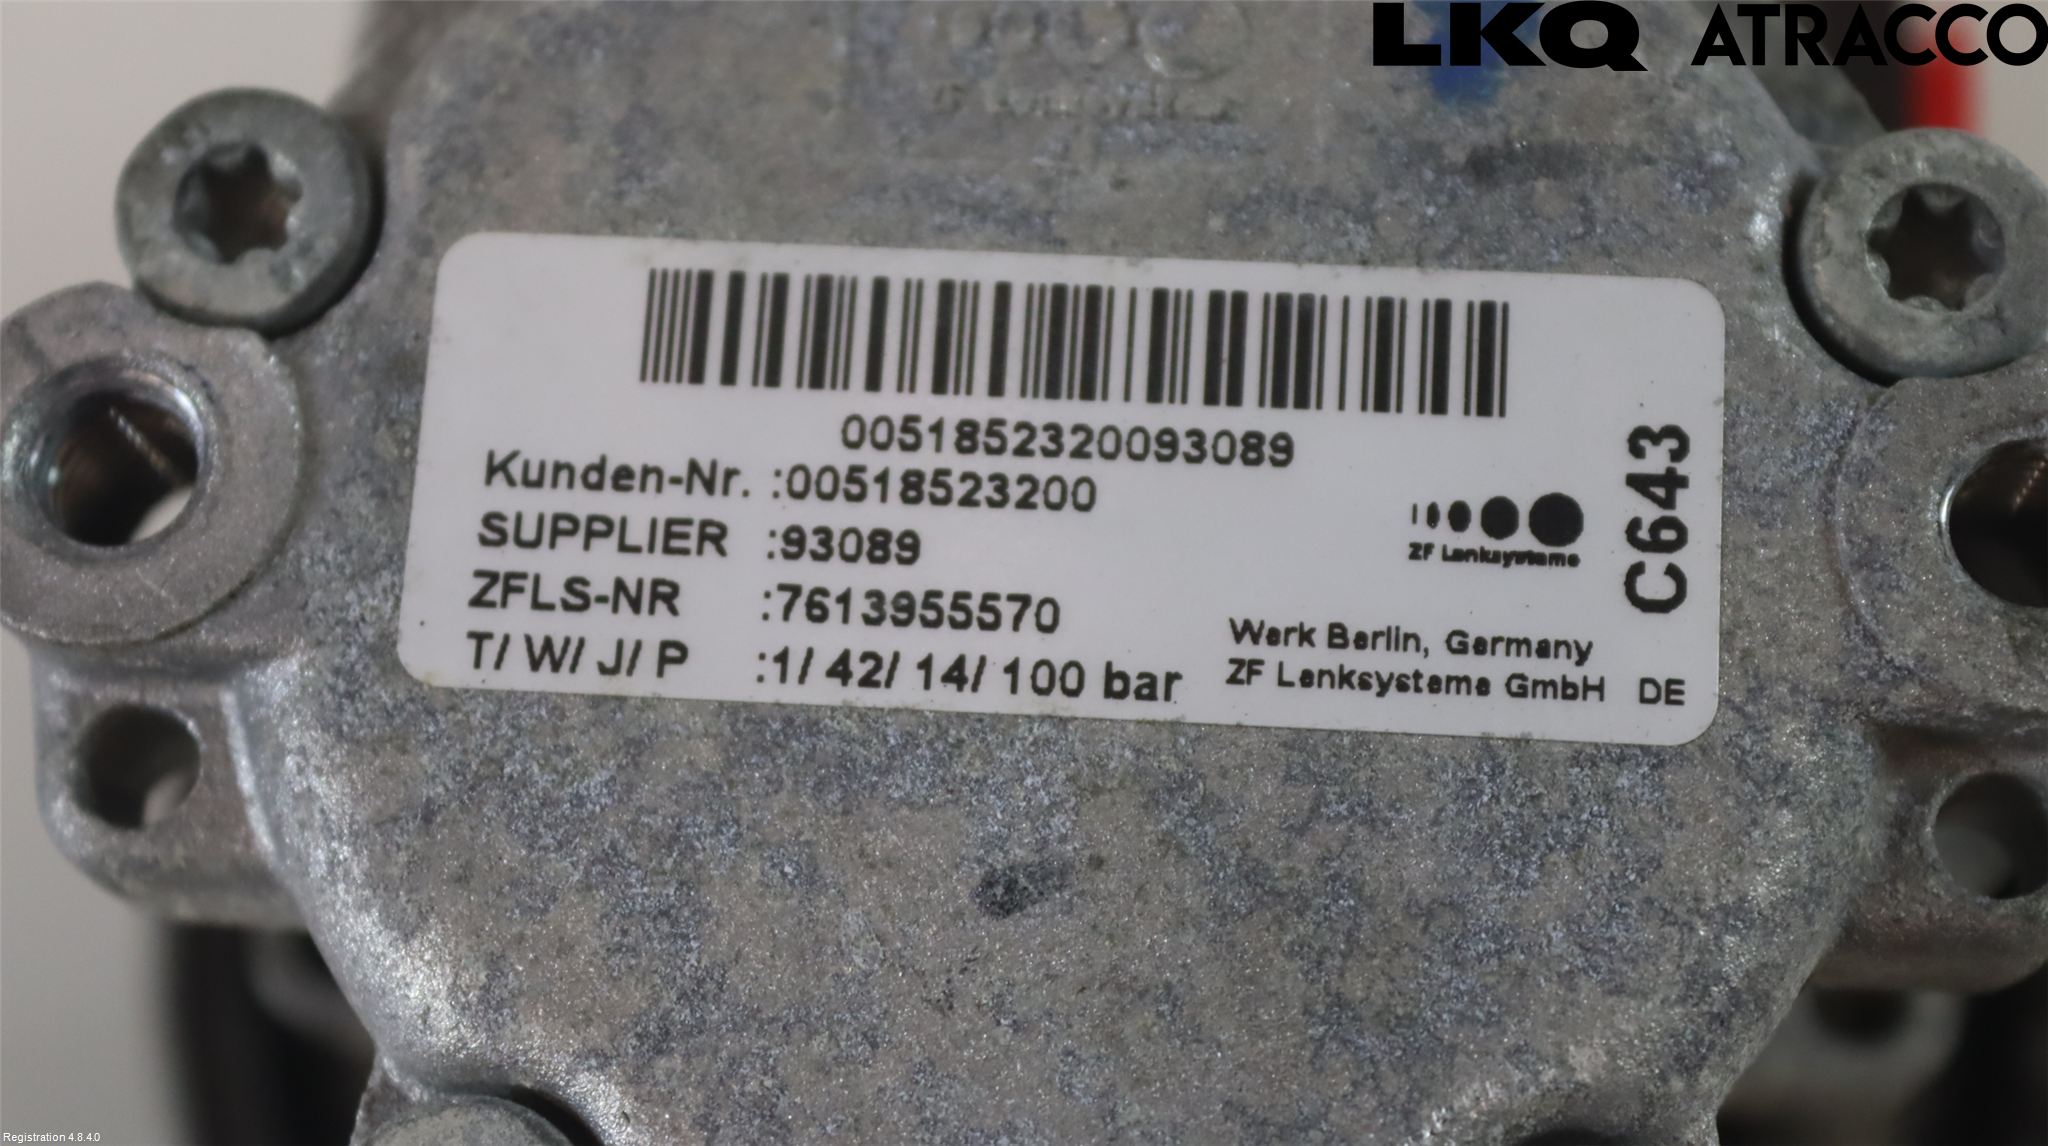 LKQ ATRACCO
0051852320093089
Kunden-Nr. :00518523200
SUPPLIER :93089
ZFLS-NR :7613955570
T/ W/ J/ P :1/ 42/ 14/ 100 bar
ZF Lenksysteme
Werk Berlin, Germany
ZF Lenksysteme GmbH DE
C643
Registration 4.8.4.0